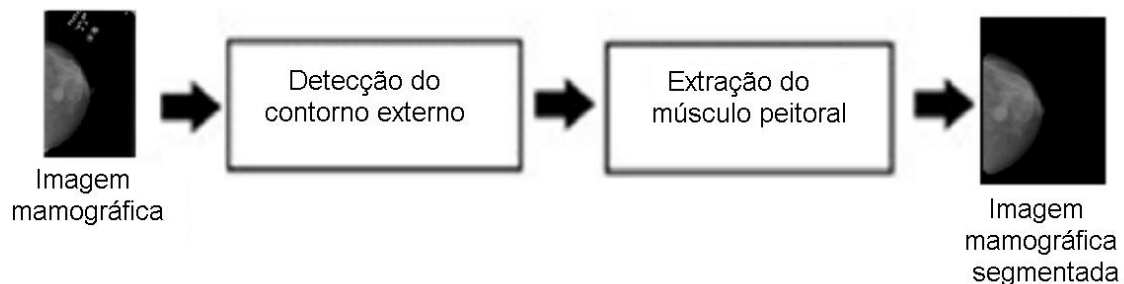 Imagem
mamográfica
Detecção do
contorno externo
Extração do
músculo peitoral
Imagem
mamográfica
segmentada